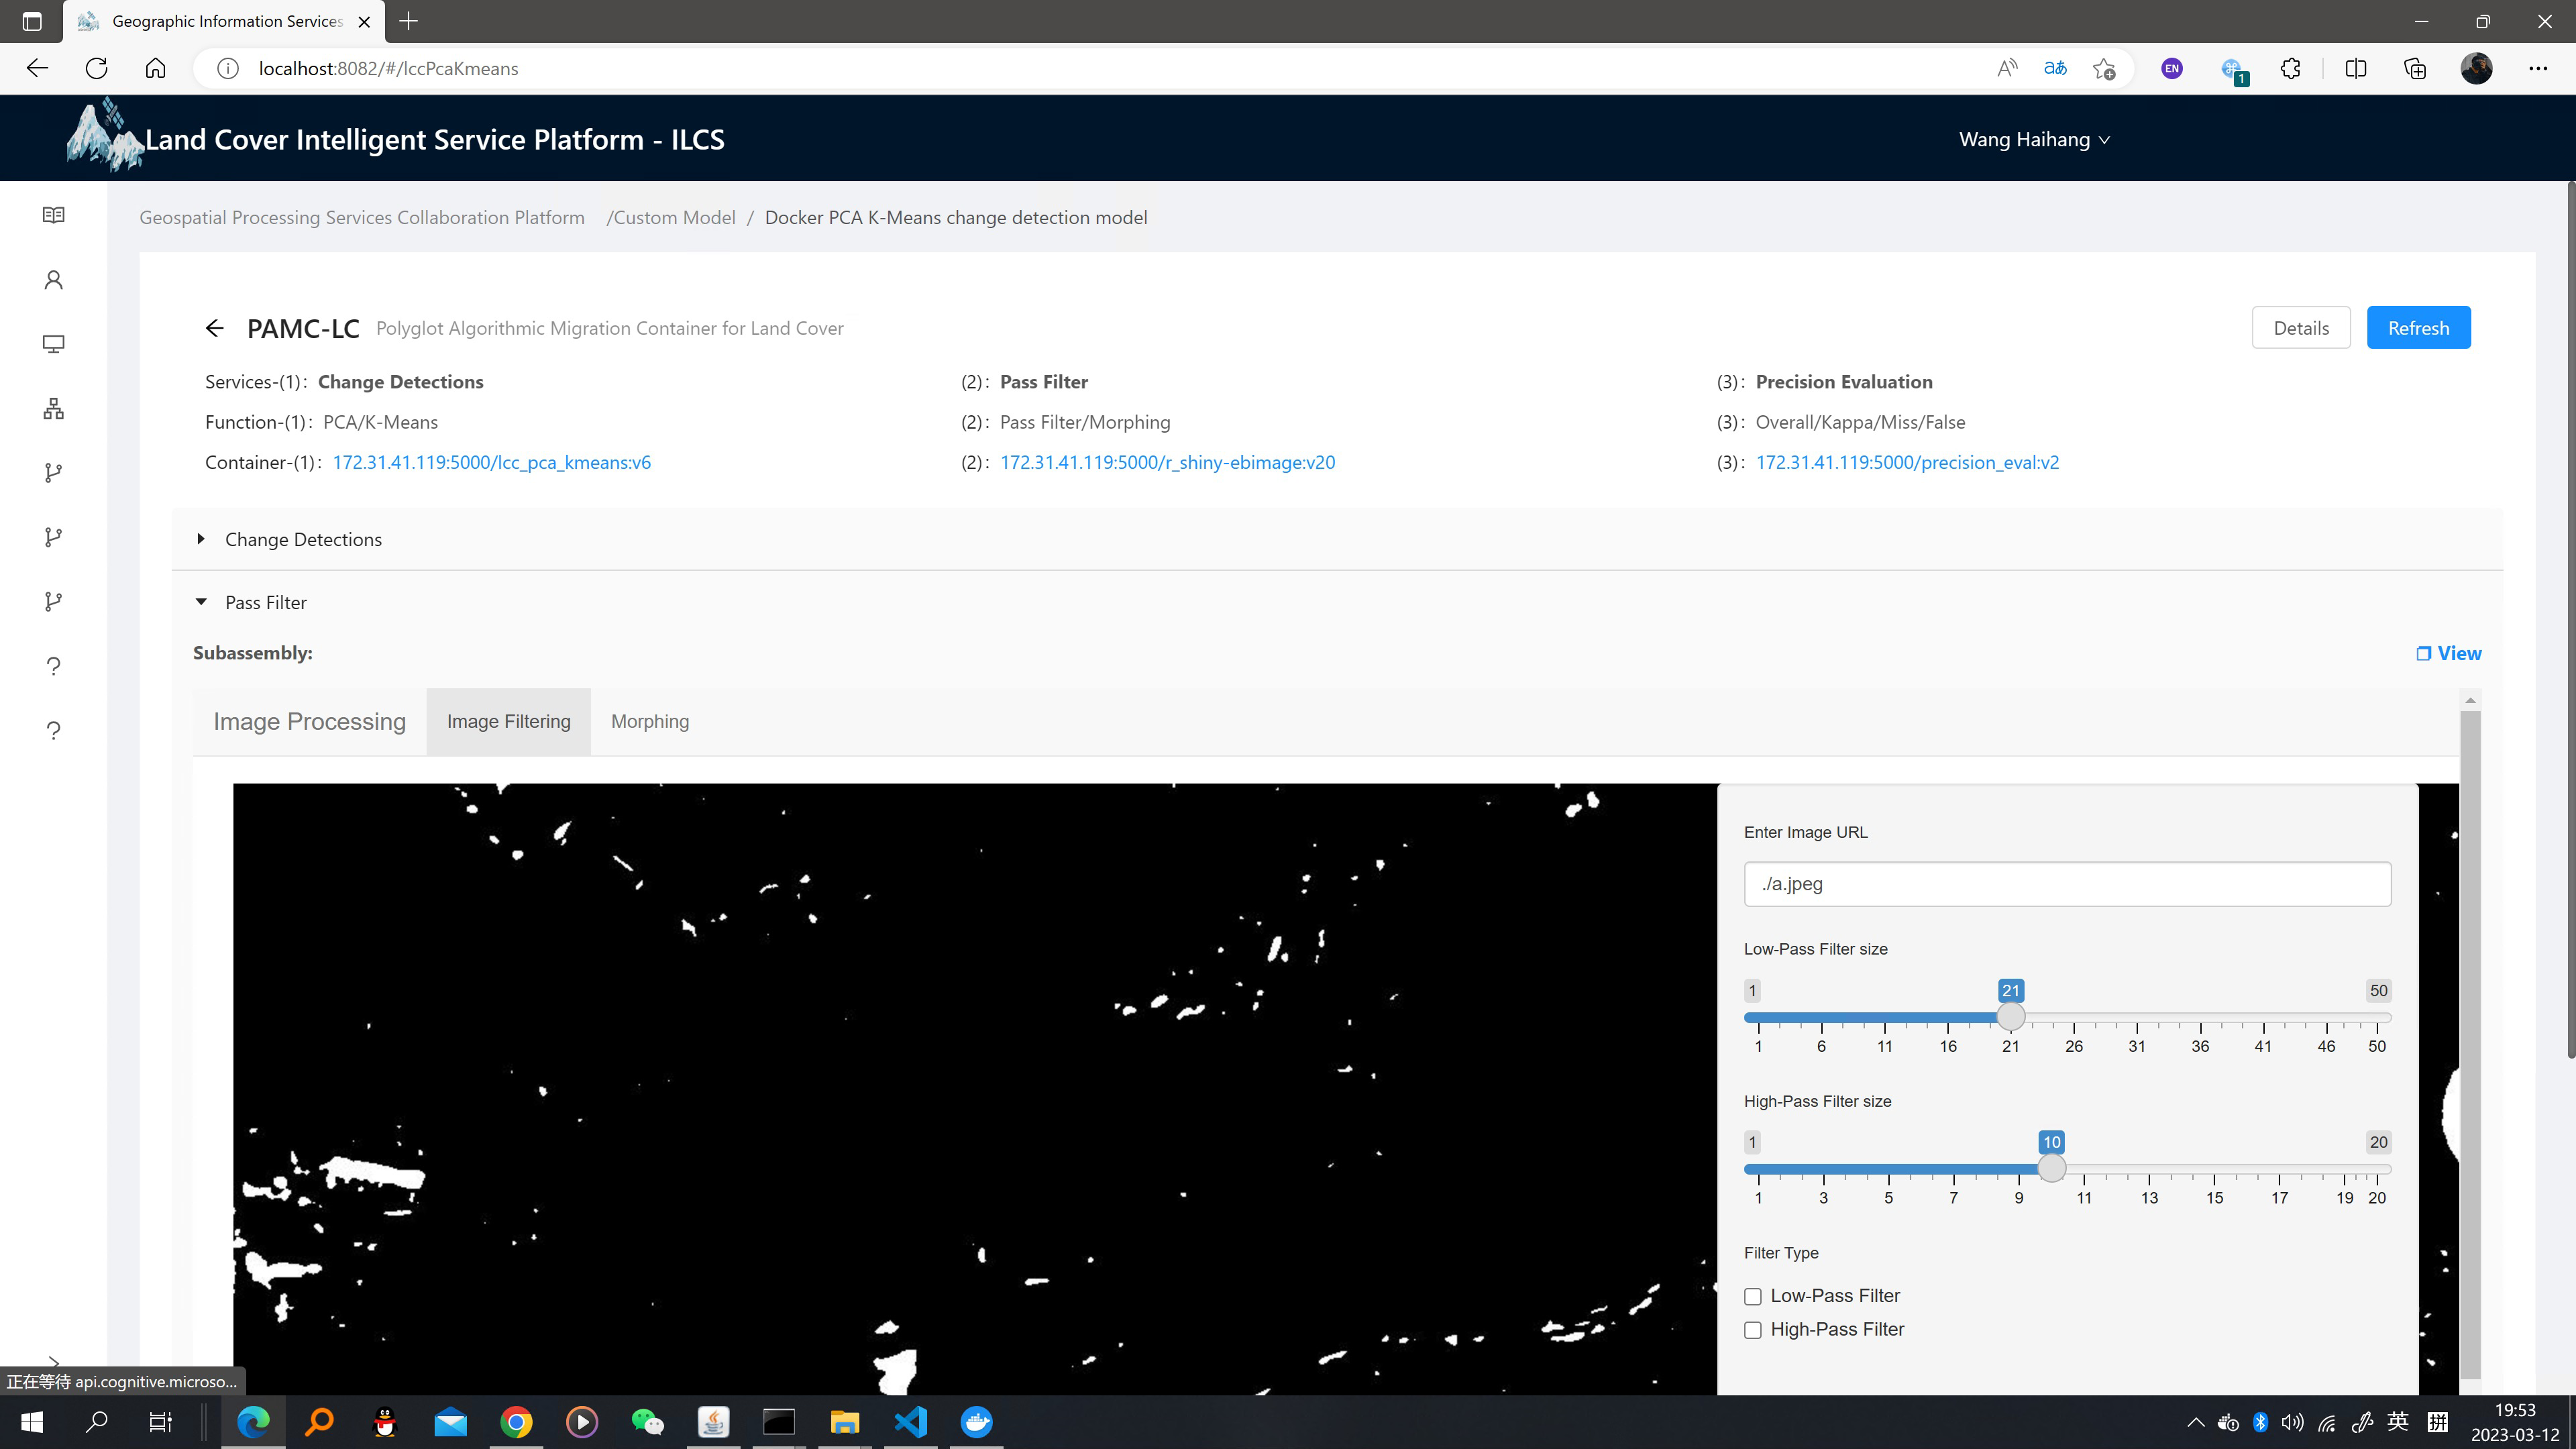 Geographic Information Services
localhost:8082/#/lccPcaKmeans
EN
1
Land Cover Intelligent Service Platform - ILCS
Wang Haihang
Geospatial Processing Services Collaboration Platform /Custom Model / Docker PCA K-Means change detection model
PAMC-LC Polyglot Algorithmic Migration Container for Land Cover
Details
Refresh
Services-(1): Change Detections (2): Pass Filter (3): Precision Evaluation
Function-(1): PCA/K-Means (2): Pass Filter/Morphing (3): Overall/Kappa/Miss/False
Container-(1): 172.31.41.119:5000/lcc_pca_kmeans:v6 (2): 172.31.41.119:5000/r_shiny-ebimage:v20 (3): 172.31.41.119:5000/precision_eval:v2
Change Detections
Pass Filter
Subassembly:
View
Image Processing Image Filtering Morphing
Enter Image URL
./a.jpeg
Low-Pass Filter size
1 21 50
1 6 11 16 21 26 31 36 41 46 50
High-Pass Filter size
1 10 20
1 3 5 7 9 11 13 15 17 19 20
Filter Type
Low-Pass Filter
High-Pass Filter
正在等待 api.cognitive.microso...
英
拼
19:53
2023-03-12